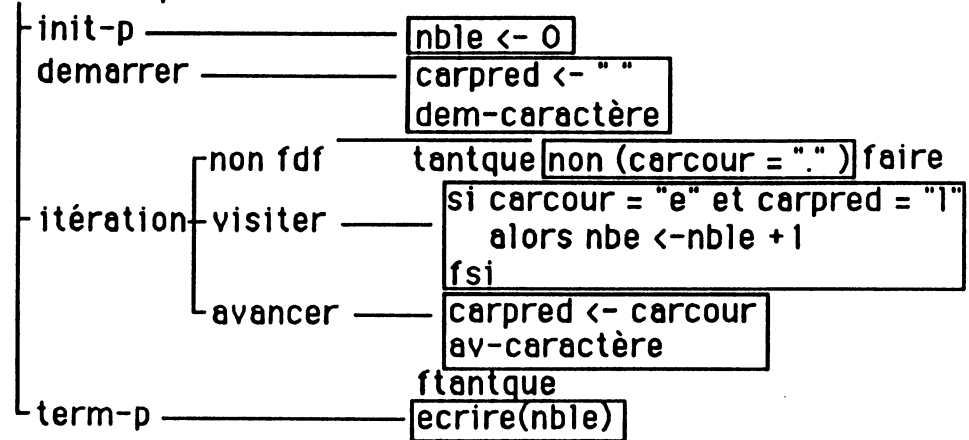 init-p nble <- 0
demarrer carpred <- " "
dem-caractère
non fdf tantque non (carcour = "." ) faire
itération visiter si carcour = "e" et carpred = "l"
alors nbe <-nble + 1
fsi
avancer carpred <- carcour
av-caractère
ftantque
term-p ecrire(nble)